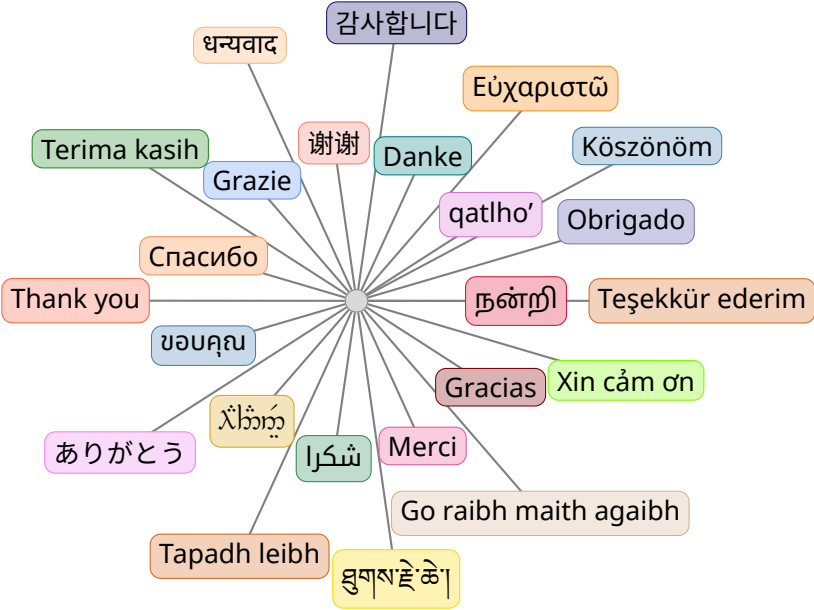 감사합니다
धन्यवाद
Εὐχαριστῶ
谢谢
Köszönöm
Terima kasih
Danke
Grazie
qatlho’
Obrigado
Спасибо
Thank you
நன்றி
Teşekkür ederim
ขอบคุณ
Xin cảm ơn
Gracias
ありがとう
شكرا
Merci
Go raibh maith agaibh
Tapadh leibh
ཐུགས་རྗེ་ཆེ་།